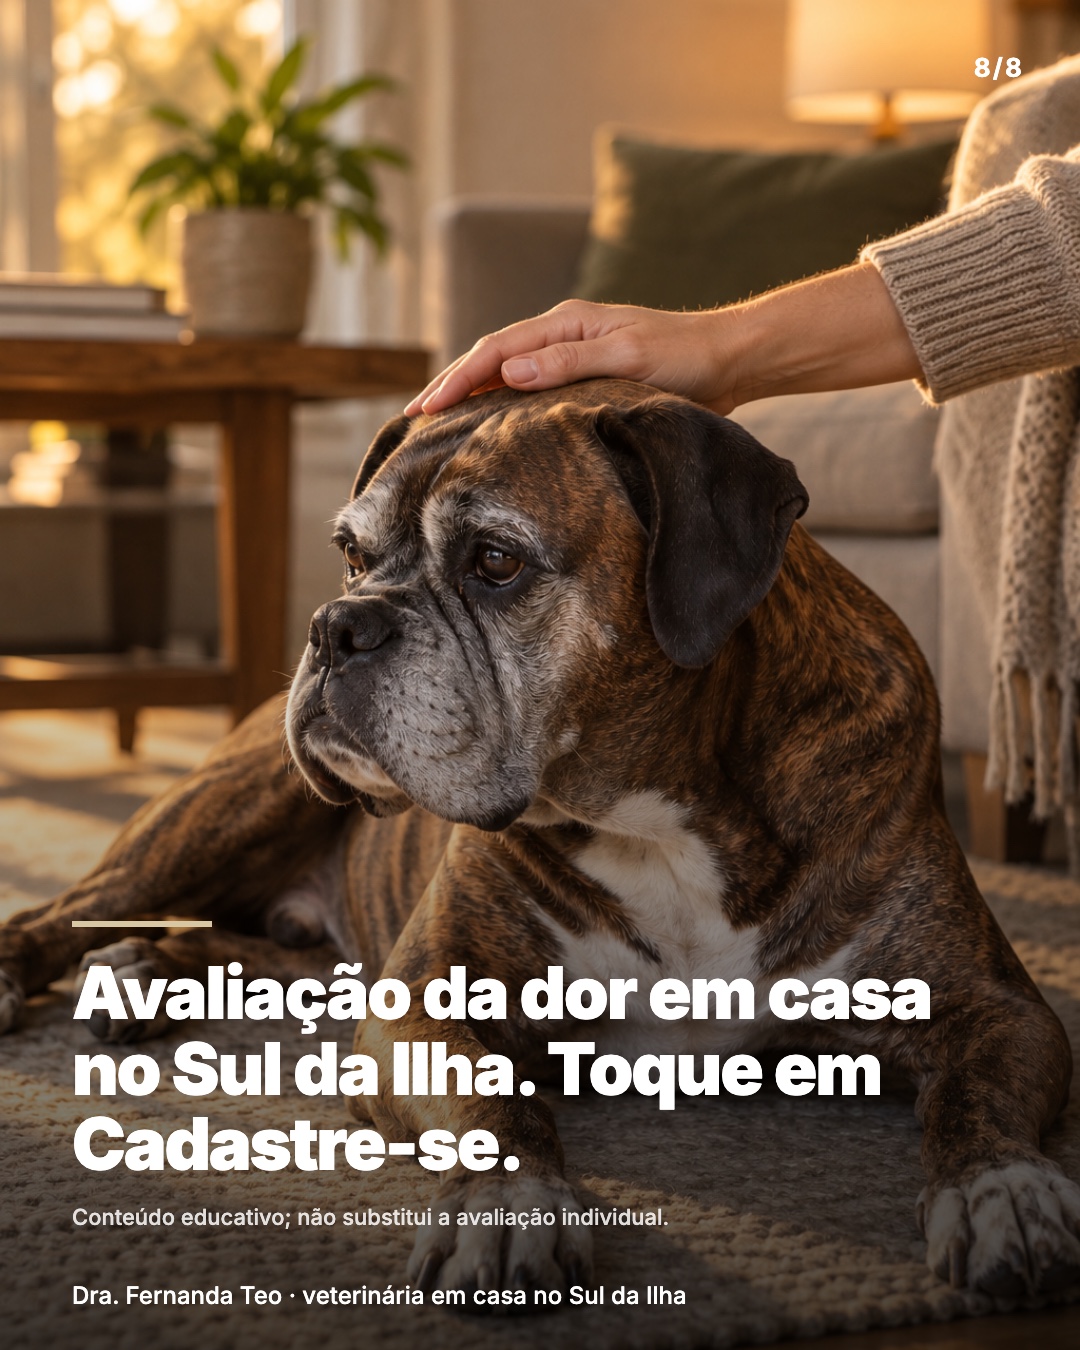 8/8
Avaliação da dor em casa
no Sul da Ilha. Toque em
Cadastre-se.
Conteúdo educativo; não substitui a avaliação individual.
Dra. Fernanda Teo · veterinária em casa no Sul da Ilha